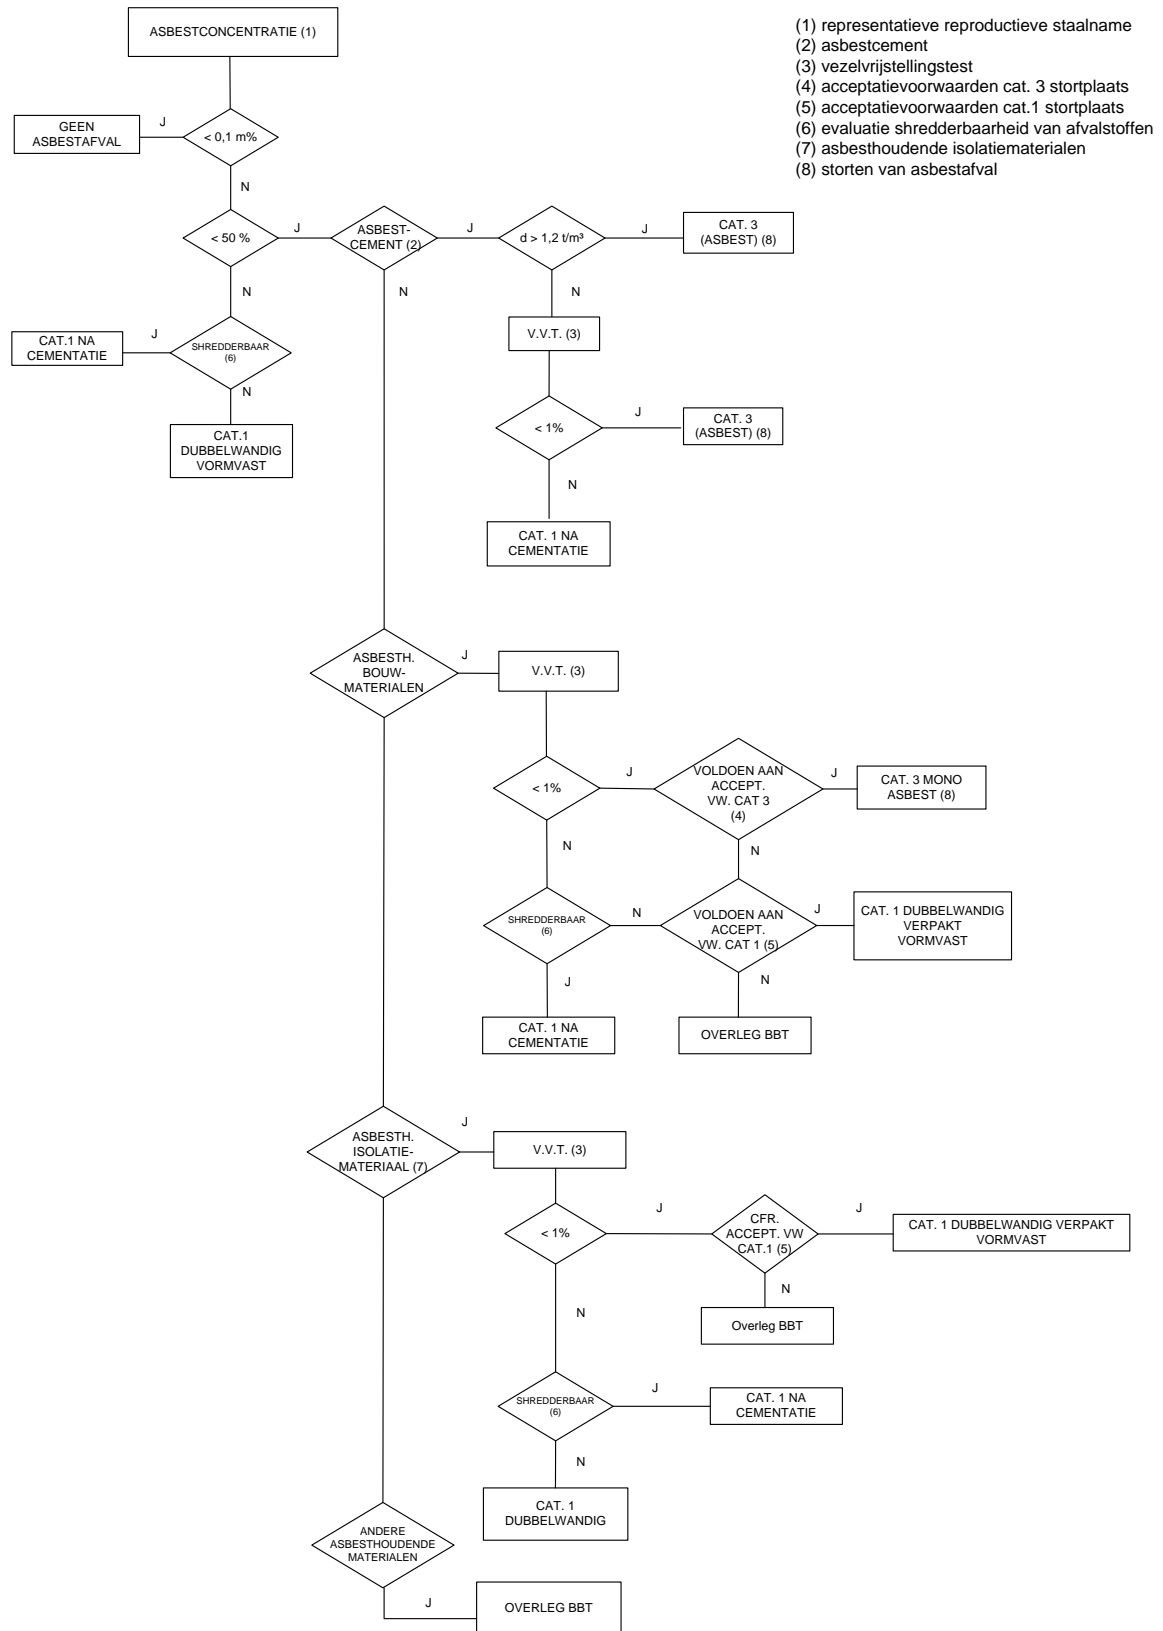 ASBESTCONCENTRATIE (1)
(1) representatieve reproductieve staalname
(2) asbestcement
(3) vezelvrijstellingstest
(4) acceptatievoorwaarden cat. 3 stortplaats
(5) acceptatievoorwaarden cat.1 stortplaats
(6) evaluatie shredderbaarheid van afvalstoffen
(7) asbesthoudende isolatiematerialen
(8) storten van asbestafval
GEEN
ASBESTAFVAL
J
< 0,1 m%
N
< 50 %
J
ASBEST-
CEMENT (2)
J
d > 1,2 t/m³
J
CAT. 3
(ASBEST) (8)
N
N
N
CAT.1 NA
CEMENTATIE
J
SHREDDERBAAR
(6)
V.V.T. (3)
N
CAT.1
DUBBELWANDIG
VORMVAST
< 1%
J
CAT. 3
(ASBEST) (8)
N
CAT. 1 NA
CEMENTATIE
ASBESTH.
BOUW-
MATERIALEN
J
V.V.T. (3)
< 1%
J
VOLDOEN AAN
ACCEPT.
VW. CAT 3
(4)
J
CAT. 3 MONO
ASBEST (8)
N
N
SHREDDERBAAR
(6)
N
VOLDOEN AAN
ACCEPT.
VW. CAT 1 (5)
J
CAT. 1 DUBBELWANDIG
VERPAKT
VORMVAST
J
N
CAT. 1 NA
CEMENTATIE
OVERLEG BBT
ASBESTH.
ISOLATIE-
MATERIAAL (7)
J
V.V.T. (3)
< 1%
J
CFR.
ACCEPT. VW
CAT.1 (5)
J
CAT. 1 DUBBELWANDIG VERPAKT
VORMVAST
N
N
Overleg BBT
SHREDDERBAAR
(6)
J
CAT. 1 NA
CEMENTATIE
N
CAT. 1
DUBBELWANDIG
ANDERE
ASBESTHOUDENDE
MATERIALEN
J
OVERLEG BBT